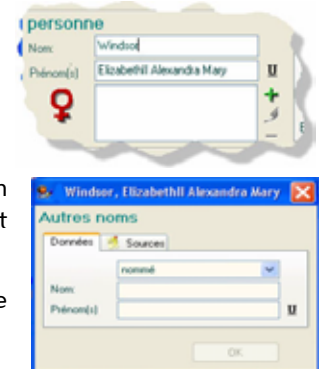 personne
Nom: Windsor
Prénom(s) ElizabethII Alexandra Mary U
n
t
e
Windsor, ElizabethII Alexandra Mary
Autres noms
Données Sources
nommé
Nom:
Prénom(s) U
OK